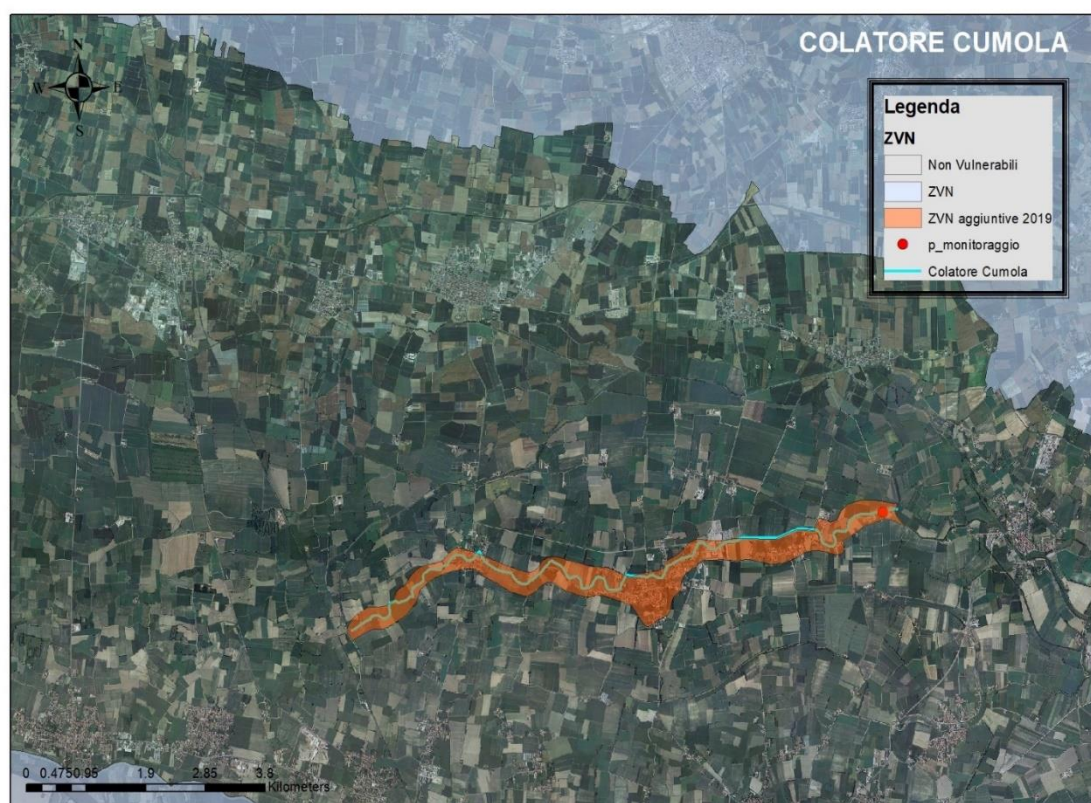 COLATORE CUMOLA
N
W E
S
Legenda
ZVN
Non Vulnerabili
ZVN
ZVN aggiuntive 2019
p_monitoraggio
Colatore Cumola
0 0.475 0.95 1.9 2.85 3.8
Kilometers